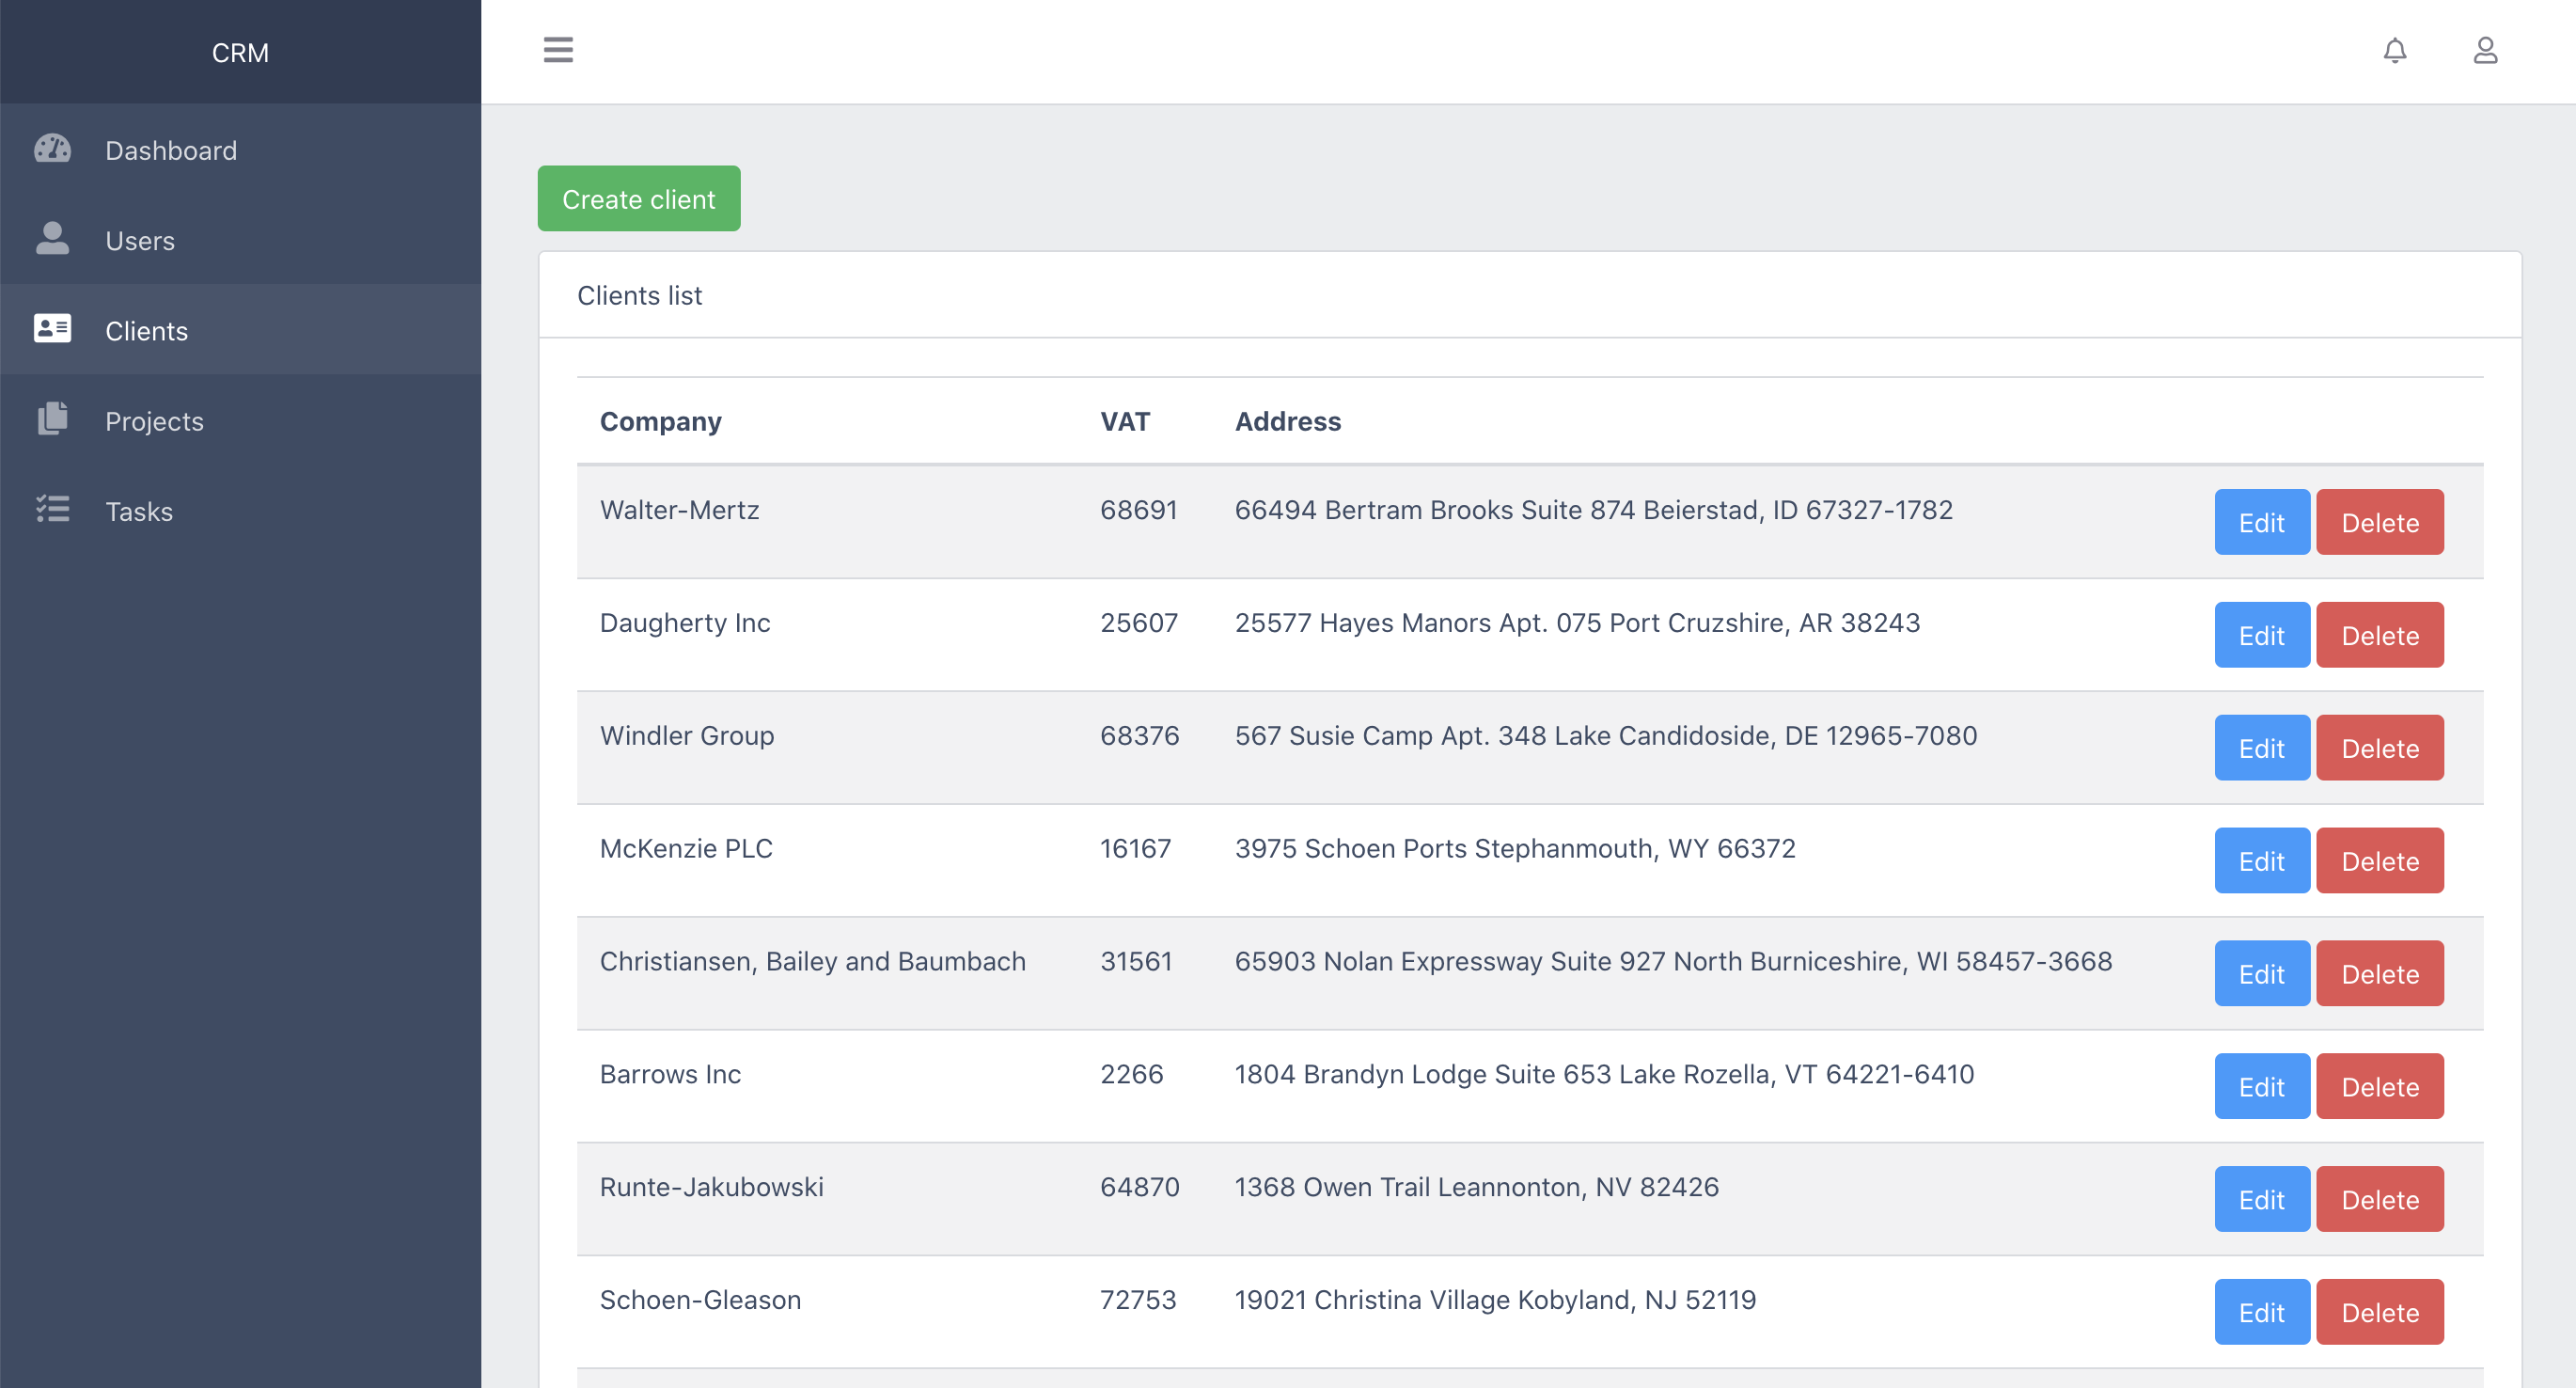 CRM
Dashboard
Users
Clients
Projects
Tasks
Create client
Clients list
Company VAT Address
Walter-Mertz 68691 66494 Bertram Brooks Suite 874 Beierstad, ID 67327-1782 Edit Delete
Daugherty Inc 25607 25577 Hayes Manors Apt. 075 Port Cruzshire, AR 38243 Edit Delete
Windler Group 68376 567 Susie Camp Apt. 348 Lake Candidoside, DE 12965-7080 Edit Delete
McKenzie PLC 16167 3975 Schoen Ports Stephanmouth, WY 66372 Edit Delete
Christiansen, Bailey and Baumbach 31561 65903 Nolan Expressway Suite 927 North Burniceshire, WI 58457-3668 Edit Delete
Barrows Inc 2266 1804 Brandyn Lodge Suite 653 Lake Rozella, VT 64221-6410 Edit Delete
Runte-Jakubowski 64870 1368 Owen Trail Leannonton, NV 82426 Edit Delete
Schoen-Gleason 72753 19021 Christina Village Kobyland, NJ 52119 Edit Delete